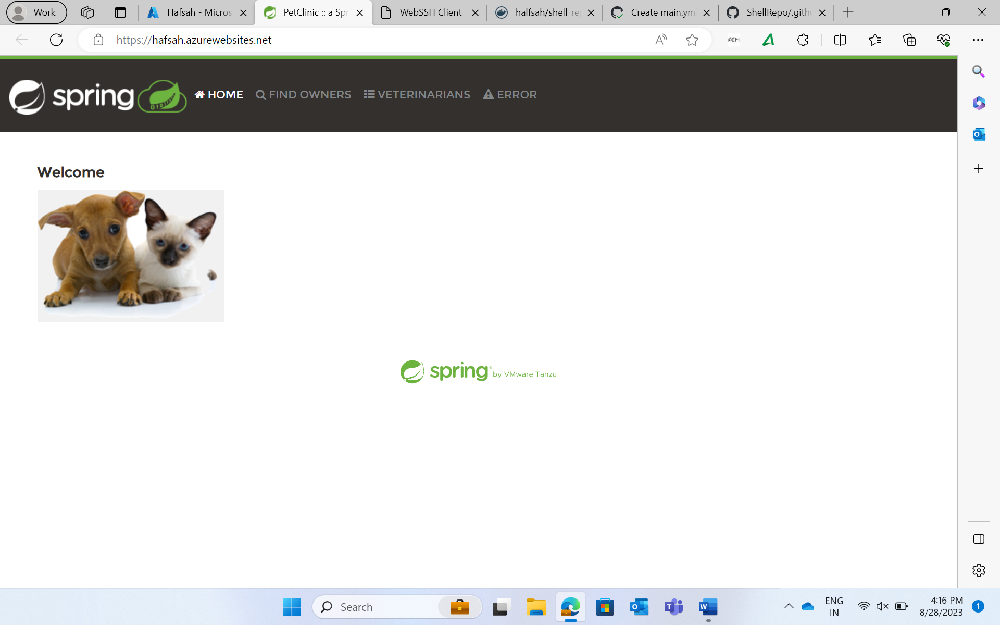 Work
Hafsah - Micros
PetClinic :: a Spr
WebSSH Client
halfsah/shell_re
Create main.ym
ShellRepo/.gith
https://hafsah.azurewebsites.net
FCM
spring
HOME
FIND OWNERS
VETERINARIANS
ERROR
Welcome
spring by VMware Tanzu
Search
ENG
IN
4:16 PM
8/28/2023
1